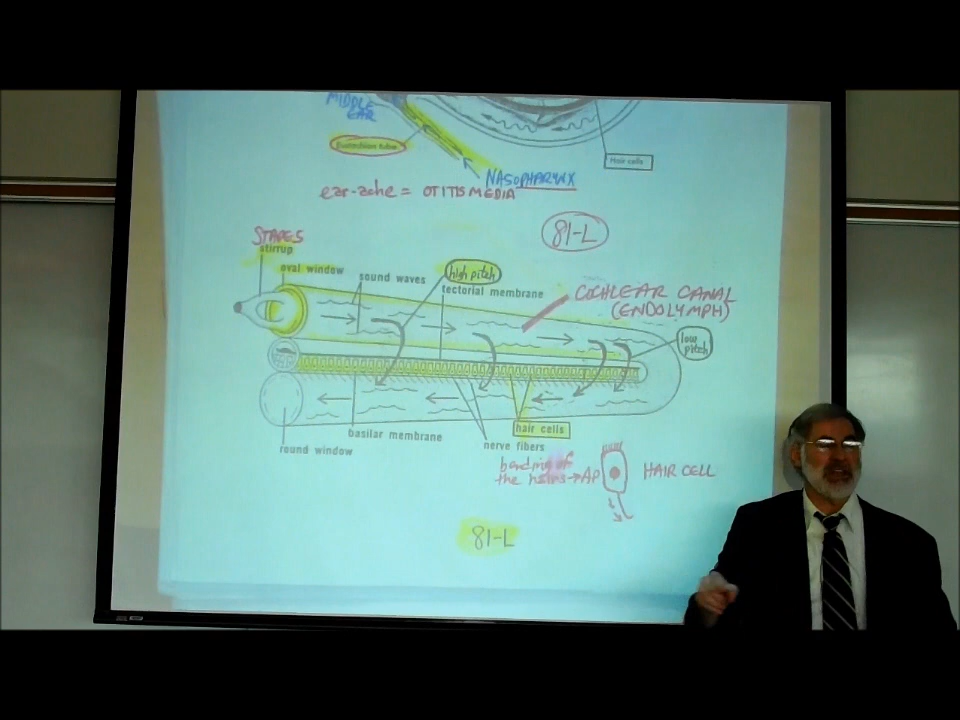 MIDDLE
EAR
Eustachian tube
Hair cells
NASOPHARYNX
ear-ache = OTITIS MEDIA
81-L
STAPES
stirrup
oval window
sound waves
high pitch
tectorial membrane
COCHLEAR CANAL
(ENDOLYMPH)
low
pitch
basilar membrane
hair cells
nerve fibers
round window
bending of
the hairs → AP
HAIR CELL
81-L